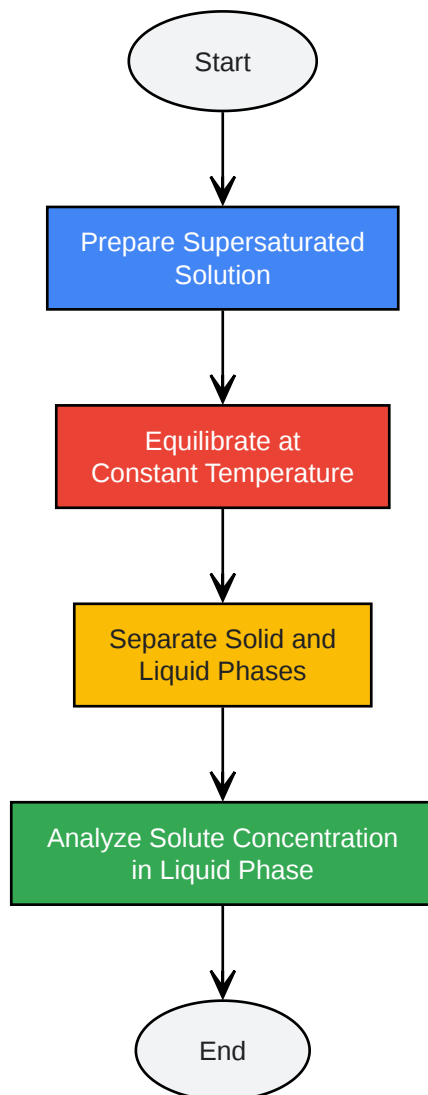 Start
Prepare Supersaturated
Solution
Equilibrate at
Constant Temperature
Separate Solid and
Liquid Phases
Analyze Solute Concentration
in Liquid Phase
End